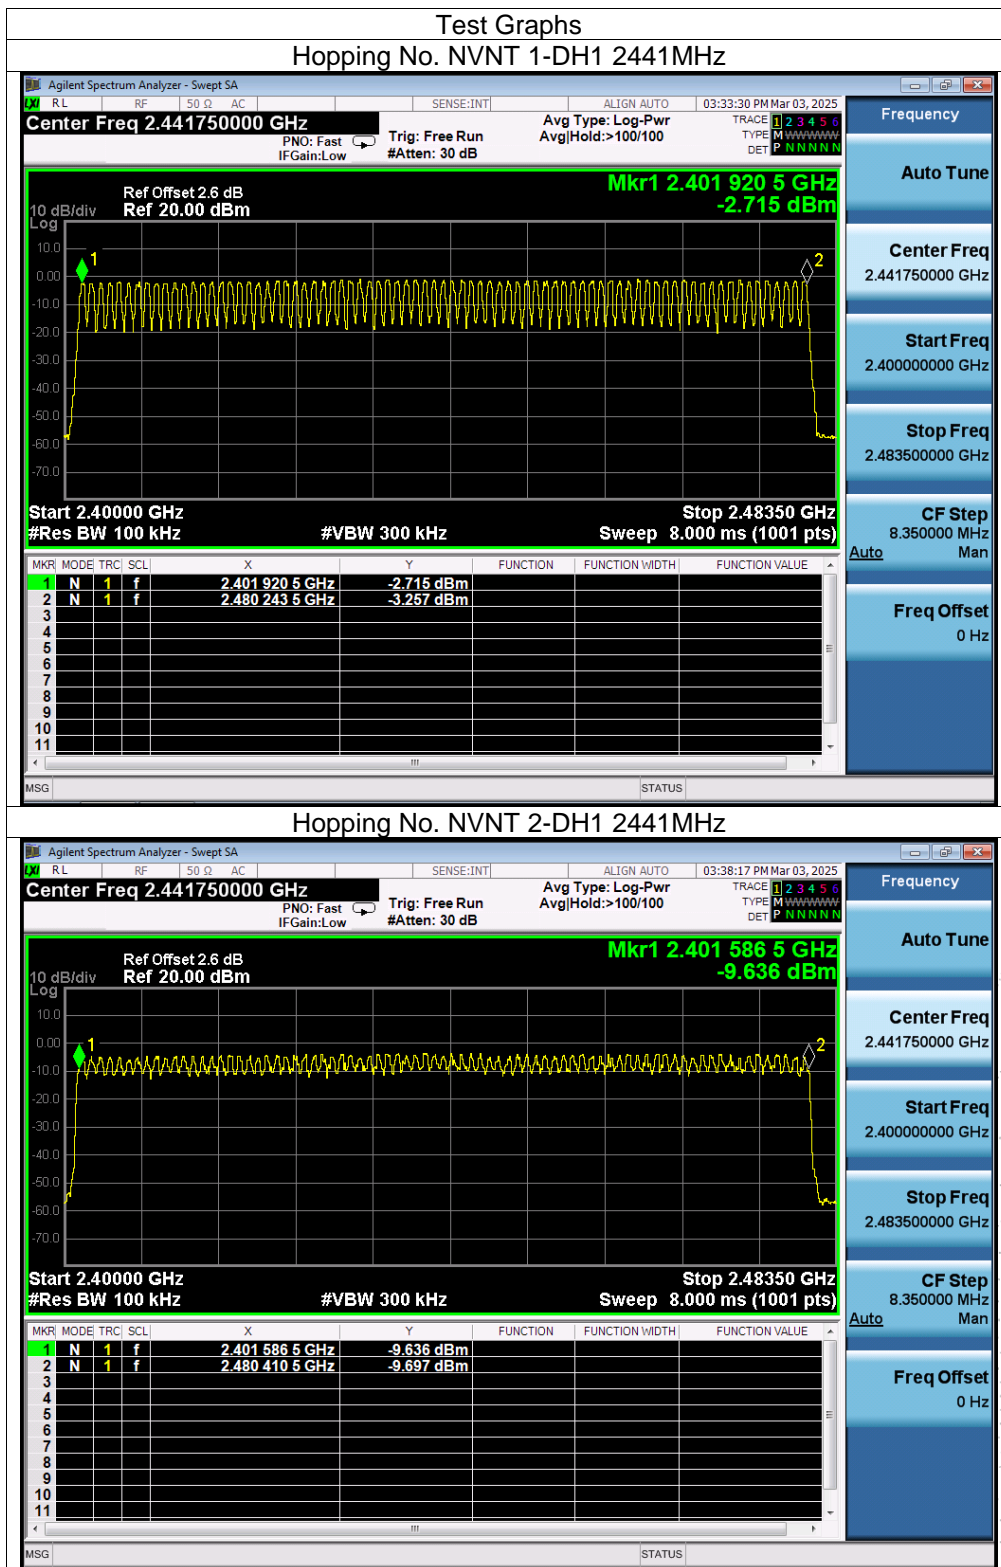 Test Graphs
Hopping No. NVNT 1-DH1 2441MHz
Agilent Spectrum Analyzer - Swept SA
LXI RL RF 50 Ω AC SENSE:INT ALIGN AUTO 03:33:30 PM Mar 03, 2025
Center Freq 2.441750000 GHz
PNO: Fast
IFGain:Low
Trig: Free Run
#Atten: 30 dB
Avg Type: Log-Pwr
Avg|Hold:>100/100
TRACE 1 2 3 4 5 6
TYPE M WWWWW
DET P N N N N N
Ref Offset 2.6 dB
10 dB/div Ref 20.00 dBm
Log
Mkr1 2.401 920 5 GHz
-2.715 dBm
10.0
0.00
-10.0
-20.0
-30.0
-40.0
-50.0
-60.0
-70.0
1
2
Start 2.40000 GHz Stop 2.48350 GHz
#Res BW 100 kHz #VBW 300 kHz Sweep 8.000 ms (1001 pts)
MKR MODE TRC SCL X Y FUNCTION FUNCTION WIDTH FUNCTION VALUE
1 N 1 f 2.401 920 5 GHz -2.715 dBm
2 N 1 f 2.480 243 5 GHz -3.257 dBm
3
4
5
6
7
8
9
10
11
MSG STATUS
Frequency
Auto Tune
Center Freq
2.441750000 GHz
Start Freq
2.400000000 GHz
Stop Freq
2.483500000 GHz
CF Step
8.350000 MHz
Auto Man
Freq Offset
0 Hz
Hopping No. NVNT 2-DH1 2441MHz
Agilent Spectrum Analyzer - Swept SA
LXI RL RF 50 Ω AC SENSE:INT ALIGN AUTO 03:38:17 PM Mar 03, 2025
Center Freq 2.441750000 GHz
PNO: Fast
IFGain:Low
Trig: Free Run
#Atten: 30 dB
Avg Type: Log-Pwr
Avg|Hold:>100/100
TRACE 1 2 3 4 5 6
TYPE M WWWWW
DET P N N N N N
Ref Offset 2.6 dB
10 dB/div Ref 20.00 dBm
Log
Mkr1 2.401 586 5 GHz
-9.636 dBm
10.0
0.00
-10.0
-20.0
-30.0
-40.0
-50.0
-60.0
-70.0
1
2
Start 2.40000 GHz Stop 2.48350 GHz
#Res BW 100 kHz #VBW 300 kHz Sweep 8.000 ms (1001 pts)
MKR MODE TRC SCL X Y FUNCTION FUNCTION WIDTH FUNCTION VALUE
1 N 1 f 2.401 586 5 GHz -9.636 dBm
2 N 1 f 2.480 410 5 GHz -9.697 dBm
3
4
5
6
7
8
9
10
11
MSG STATUS
Frequency
Auto Tune
Center Freq
2.441750000 GHz
Start Freq
2.400000000 GHz
Stop Freq
2.483500000 GHz
CF Step
8.350000 MHz
Auto Man
Freq Offset
0 Hz